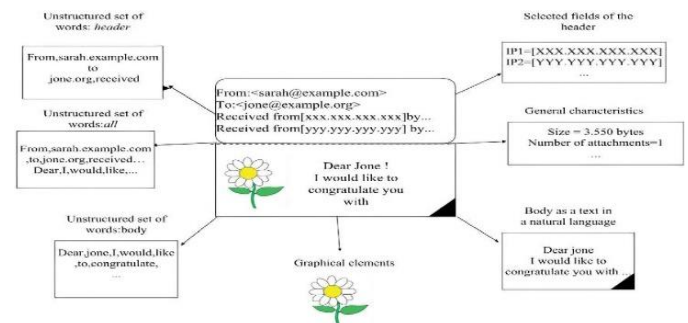 Unstructured set of
words: header
From,sarah.example.com
to
jone.org,received
Unstructured set of
words:all
From,sarah.example.com
,to,jone.org,received...
Dear,I,would,like,...
Unstructured set of
words:body
Dear,jone,I,would,like
,to,congratulate,
...
From:<sarah@example.com>
To:<jone@example.org>
Received from[xxx.xxx.xxx.xxx]by...
Received from[yyy.yyy.yyy.yyy] by...
Dear Jone !
I would like to
congratulate you
with
Graphical elements
Selected fields of the
header
IP1=[XXX.XXX.XXX.XXX]
IP2=[YYY.YYY.YYY.YYY]
...
General characteristics
Size = 3.550 bytes
Number of attachments=1
...
Body as a text in
a natural language
Dear jone
I would like to
congratulate you with ...